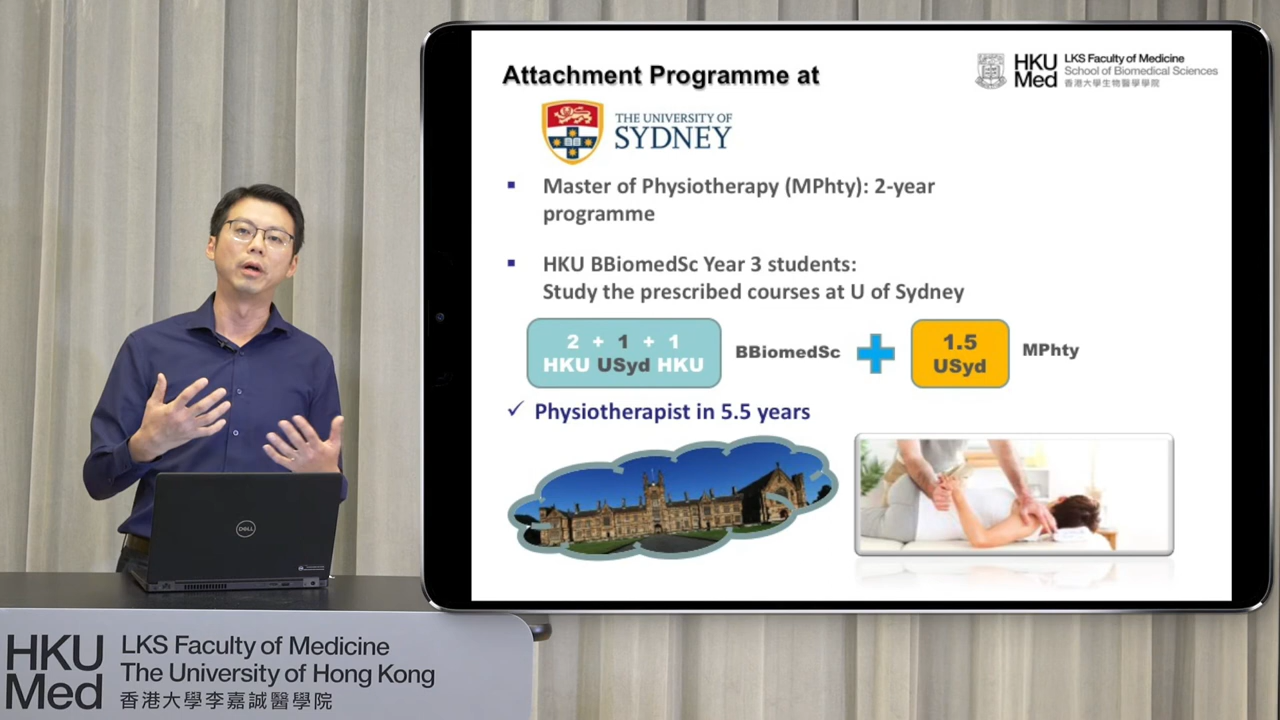 Attachment Programme at
HKU
Med
LKS Faculty of Medicine
School of Biomedical Sciences
香港大學生物醫學學院
THE UNIVERSITY OF
SYDNEY
Master of Physiotherapy (MPhty): 2-year
programme
HKU BBiomedSc Year 3 students:
Study the prescribed courses at U of Sydney
2 + 1 + 1
HKU USyd HKU
BBiomedSc
1.5
USyd
MPhty
✓ Physiotherapist in 5.5 years
DELL
HKU
Med
LKS Faculty of Medicine
The University of Hong Kong
香港大學李嘉誠醫學院